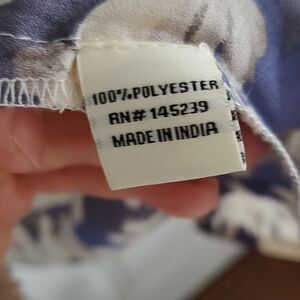 100% POLYESTER
RN# 145239
MADE IN INDIA